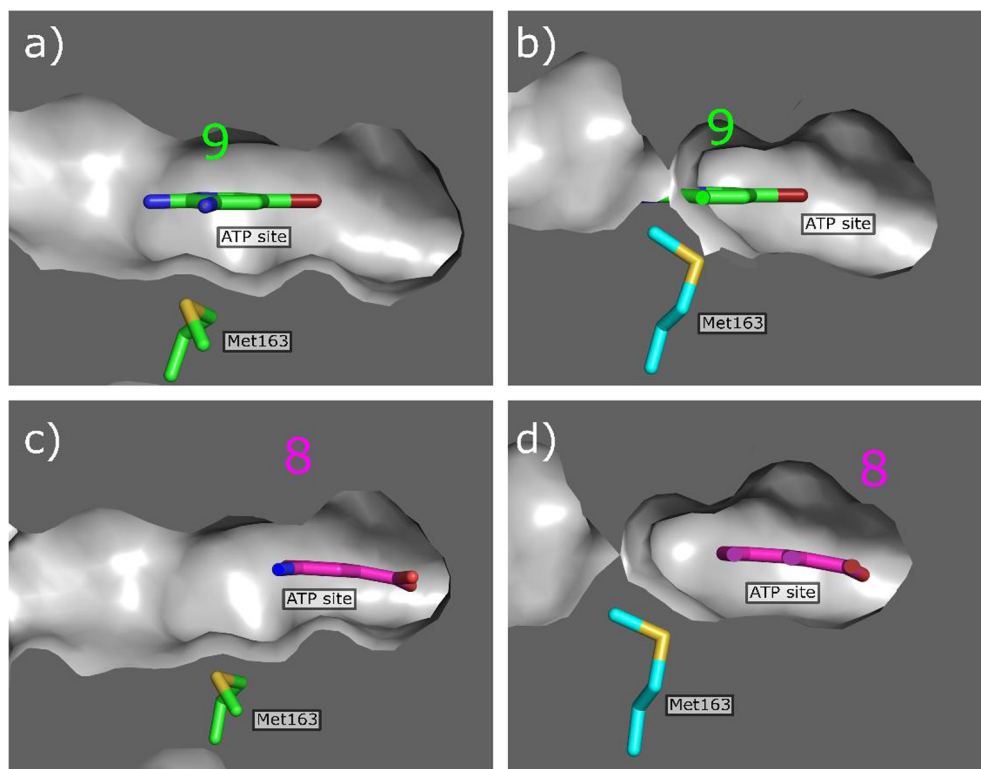 a)
9
ATP site
Met163
b)
9
ATP site
Met163
c)
8
ATP site
Met163
d)
8
ATP site
Met163